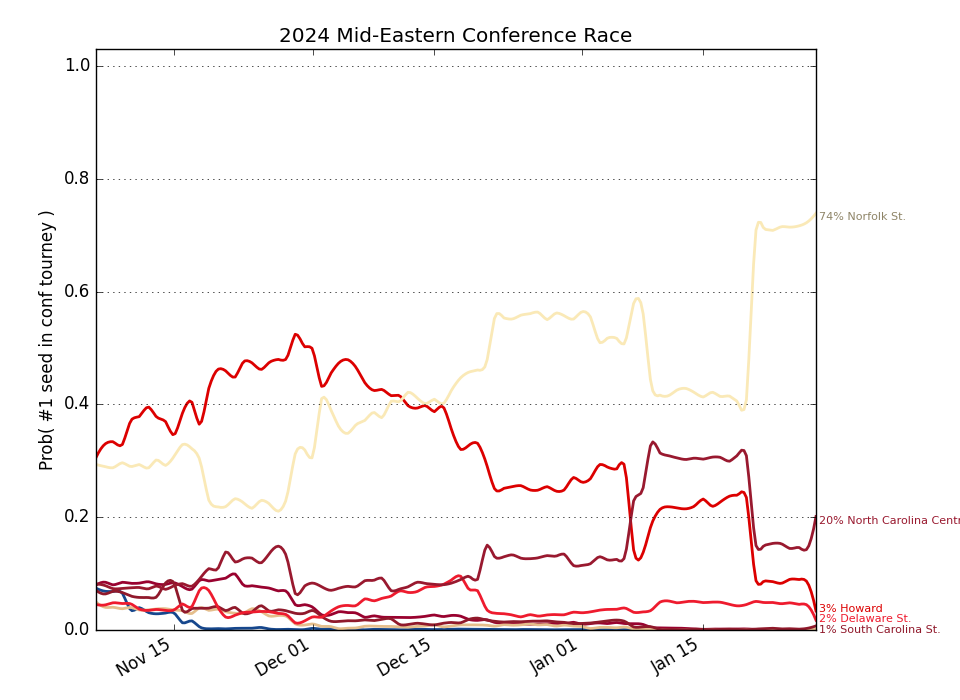 2024 Mid-Eastern Conference Race
Prob( #1 seed in conf tourney )
1.0
0.8
0.6
0.4
0.2
0.0
Nov 15
Dec 01
Dec 15
Jan 01
Jan 15
74% Norfolk St.
20% North Carolina Centr
3% Howard
2% Delaware St.
1% South Carolina St.